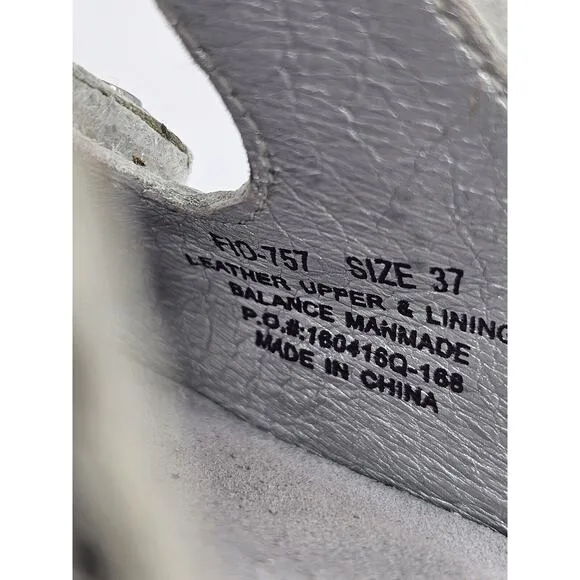 FIO-757 SIZE 37
LEATHER UPPER & LINING
BALANCE MANMADE
P.O.#:160416Q-168
MADE IN CHINA